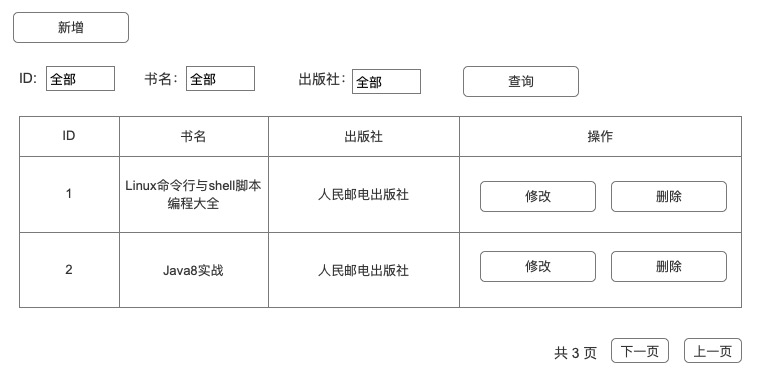 新增
ID: 全部 书名： 全部 出版社： 全部 查询
ID 书名 出版社 操作
1 Linux命令行与shell脚本
编程大全 人民邮电出版社 修改 删除
2 Java8实战 人民邮电出版社 修改 删除
共 3 页 下一页 上一页